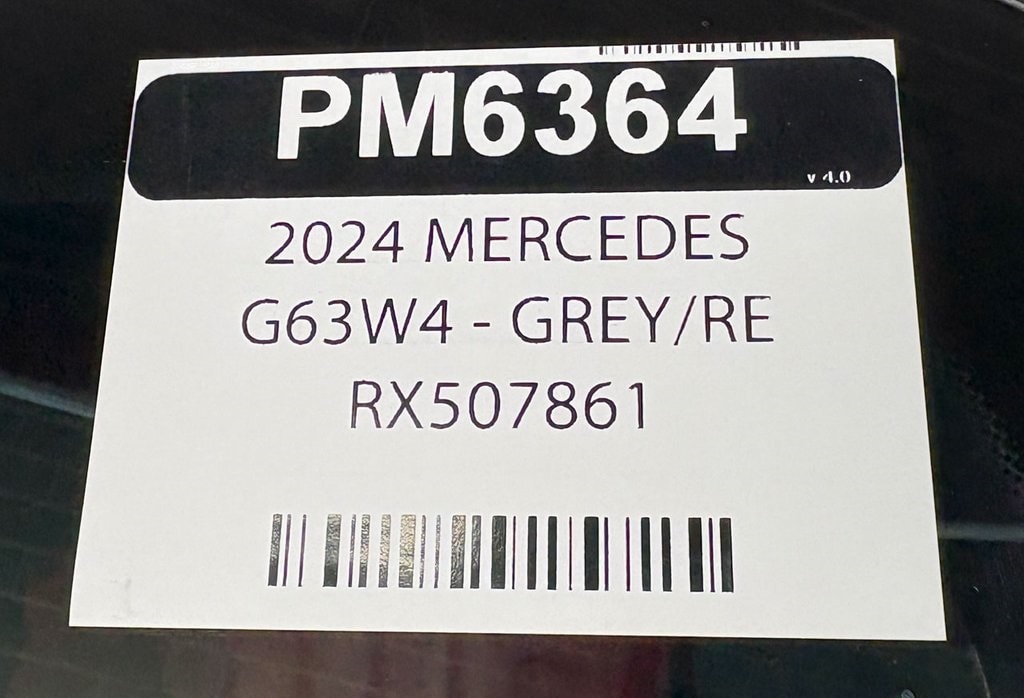 PM6364
v 4.0
2024 MERCEDES
G63W4 - GREY/RE
RX507861